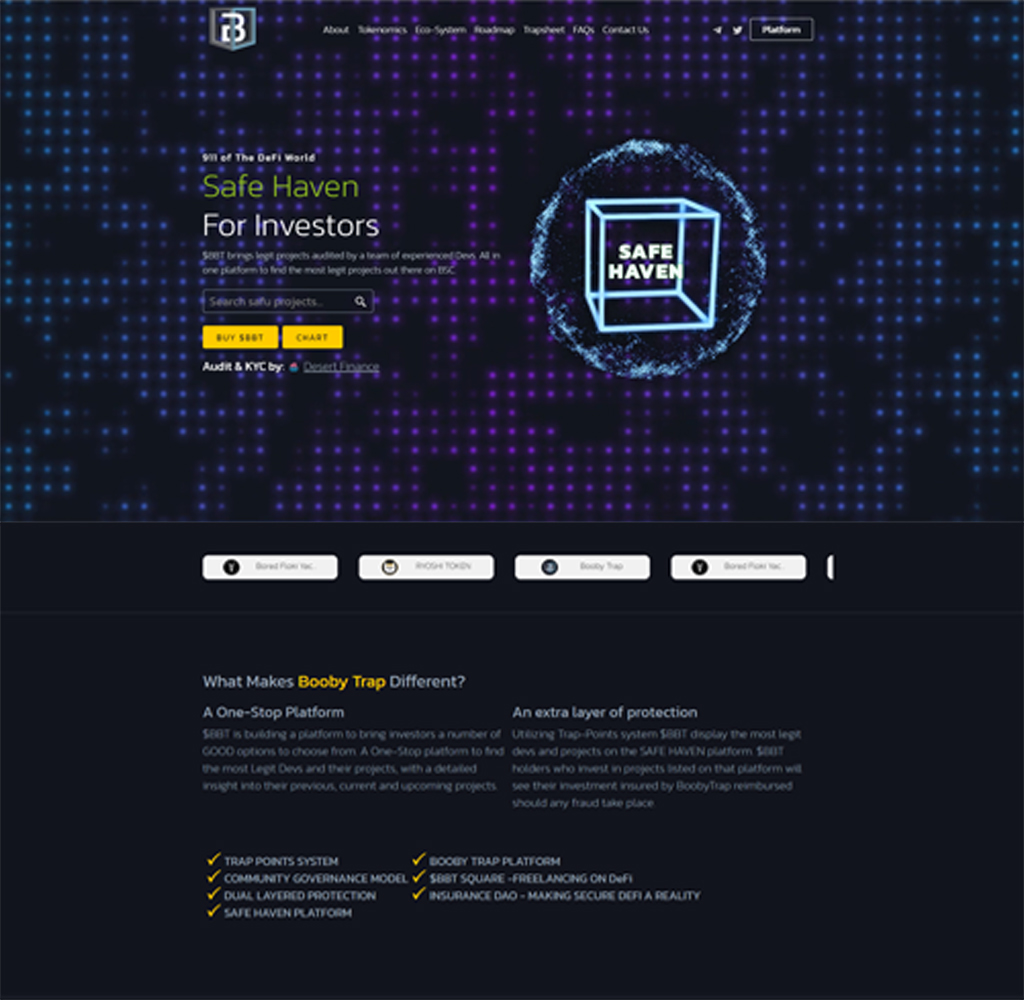 B
About Tokenomics Eco-System Roadmap Trapsheet FAQs Contact Us
Platform
911 of The DeFi World
Safe Haven
For Investors
$BBT brings legit projects audited by a team of experienced Devs. All in
one platform to find the most legit projects out there on BSC.
Search safu projects...
BUY $BBT CHART
Audit & KYC by: Desert Finance
SAFE
HAVEN
Bored Floki Yac.. RYOSHI TOKEN Booby Trap Bored Floki Yac..
What Makes Booby Trap Different?
A One-Stop Platform
$BBT is building a platform to bring investors a number of
GOOD options to choose from. A One-Stop platform to find
the most Legit Devs and their projects, with a detailed
insight into their previous, current and upcoming projects.
An extra layer of protection
Utilizing Trap-Points system $BBT display the most legit
devs and projects on the SAFE HAVEN platform. $BBT
holders who invest in projects listed on that platform will
see their investment insured by BoobyTrap reimbursed
should any fraud take place.
TRAP POINTS SYSTEM
COMMUNITY GOVERNANCE MODEL
DUAL LAYERED PROTECTION
SAFE HAVEN PLATFORM
BOOBY TRAP PLATFORM
$BBT SQUARE -FREELANCING ON DeFi
INSURANCE DAO - MAKING SECURE DEFI A REALITY